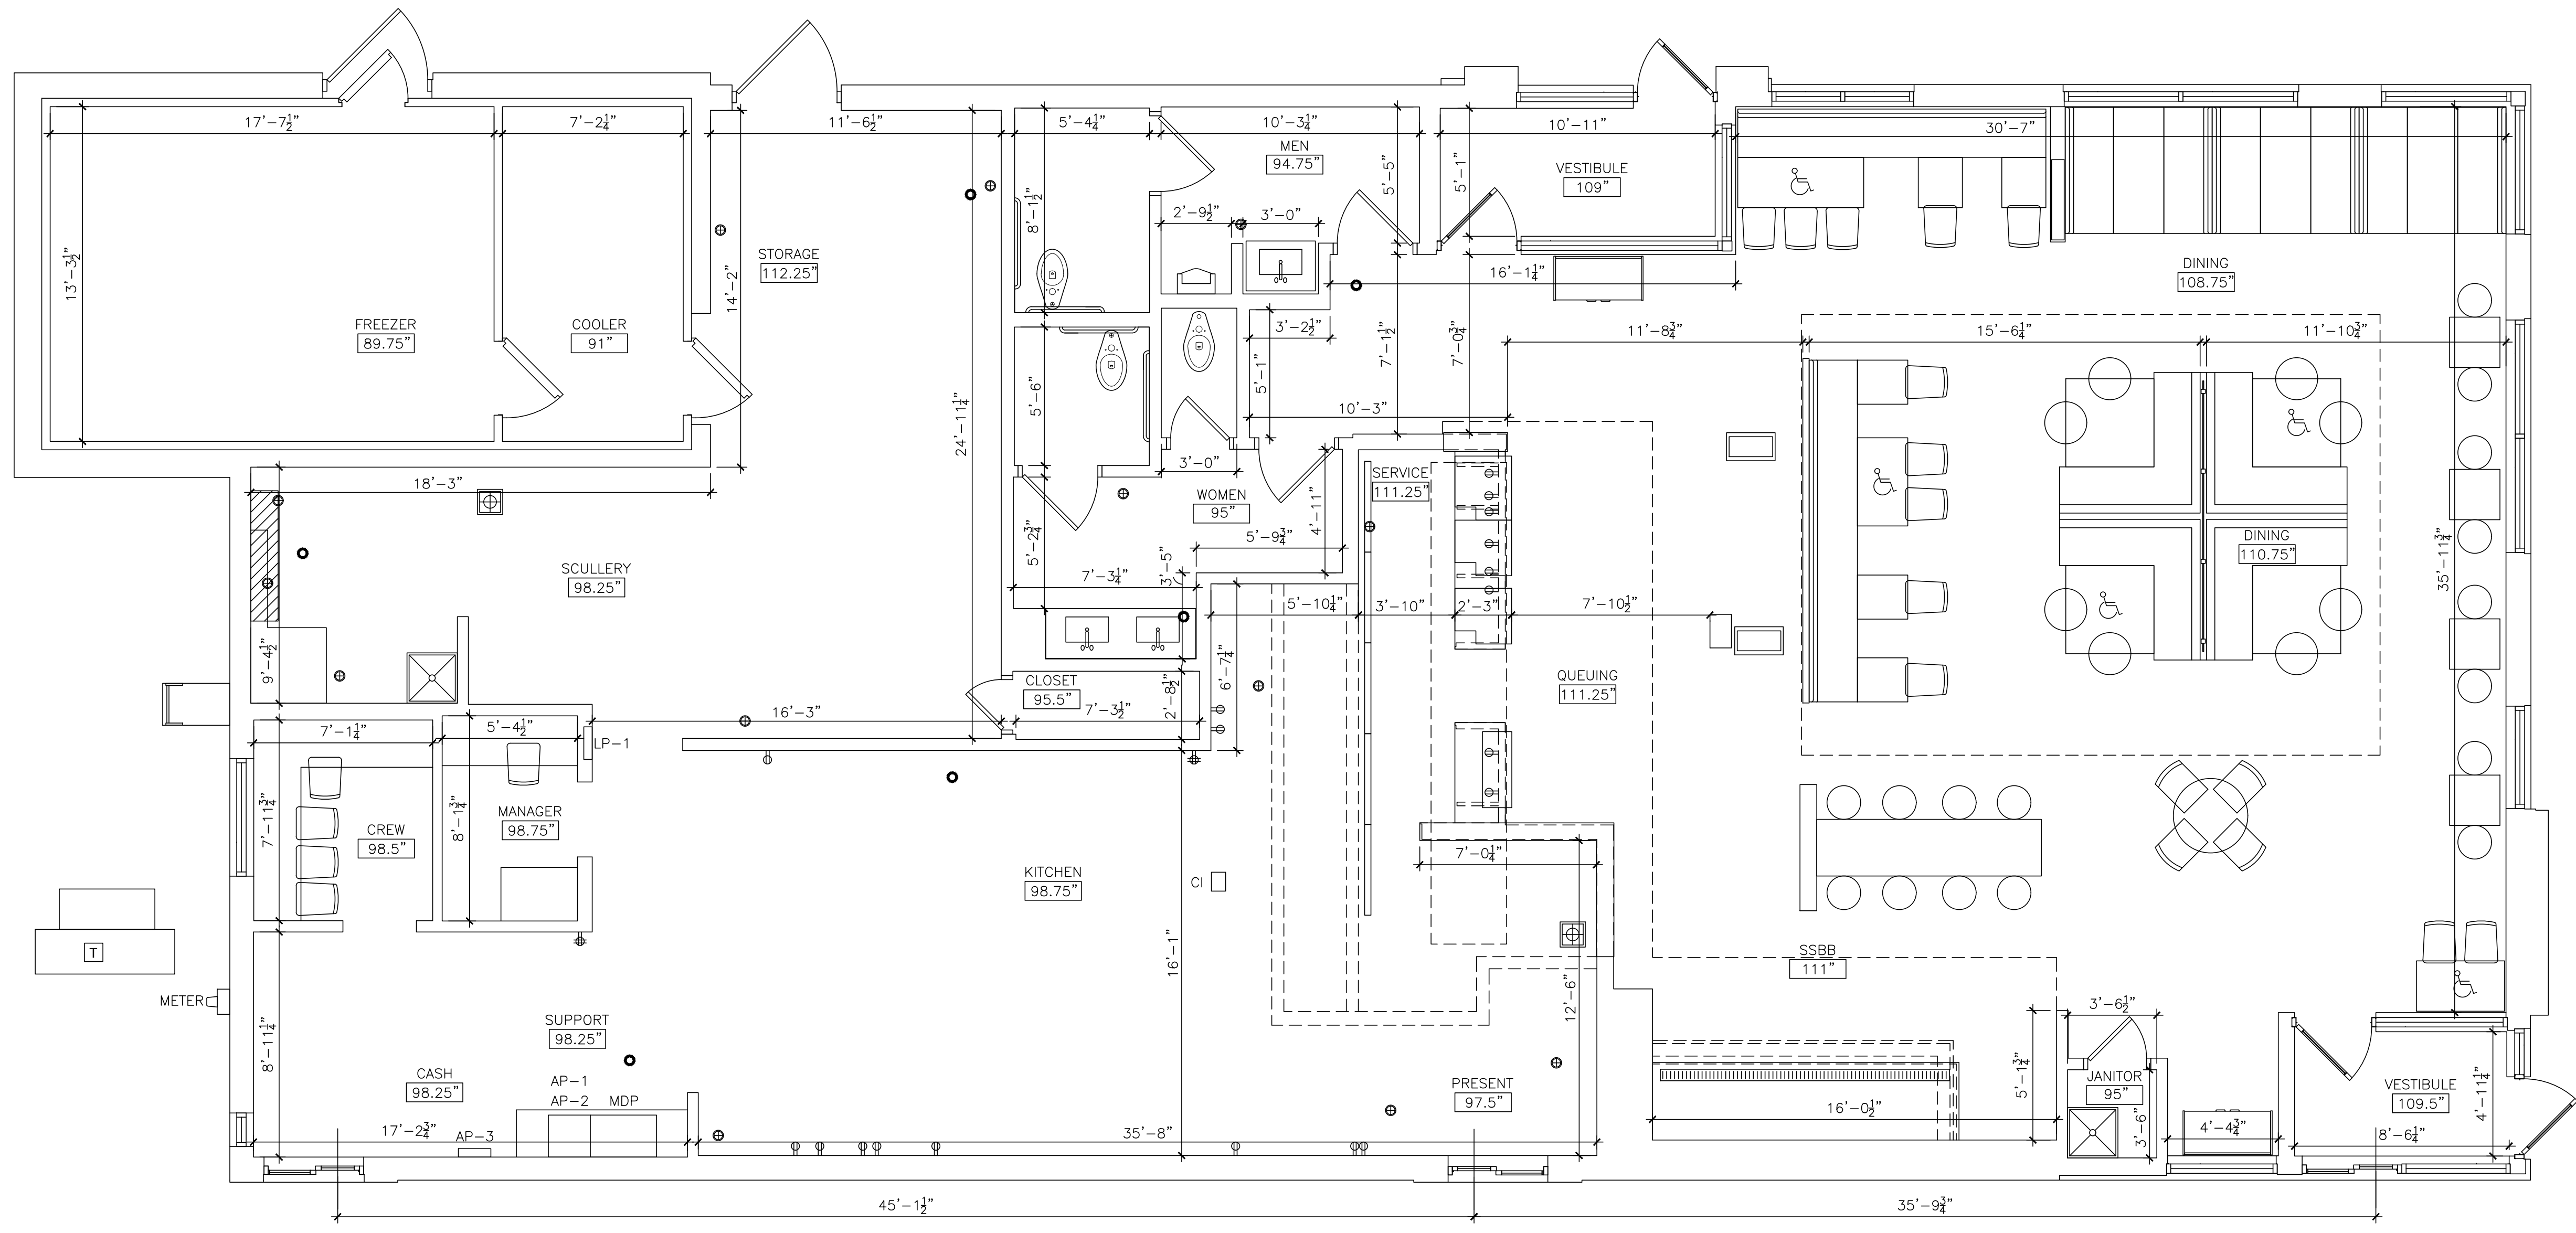 17'-7½"
7'-2¼"
11'-6½"
5'-4¼"
10'-3¼"
10'-11"
30'-7"
MEN
94.75"
5'-5"
5'-1"
VESTIBULE
109"
8'-1½"
2'-9½"
3'-0"
13'-3½"
14'-2"
STORAGE
112.25"
16'-1¼"
DINING
108.75"
FREEZER
89.75"
COOLER
91"
3'-2½"
7'-1½"
7'-0¾"
11'-8¾"
15'-6¼"
11'-10¾"
5'-6"
5'-1"
24'-11¼"
10'-3"
18'-3"
3'-0"
SERVICE
111.25"
WOMEN
95"
4'-11"
5'-2¾"
5'-9¾"
DINING
110.75"
35'-11¾"
SCULLERY
98.25"
7'-3¼"
3'-5"
5'-10¼"
3'-10"
2'-3"
7'-10½"
9'-4½"
6'-7¼"
CLOSET
95.5"
2'-8½"
QUEUING
111.25"
7'-1¼"
5'-4½"
16'-3"
7'-3½"
LP-1
7'-11¾"
8'-1¾"
MANAGER
98.75"
CREW
98.5"
7'-0¼"
KITCHEN
98.75"
CI
T
16'-1"
SSBB
111"
METER
12'-6"
3'-6½"
8'-11¼"
SUPPORT
98.25"
CASH
98.25"
AP-1
AP-2
MDP
PRESENT
97.5"
5'-1¾"
JANITOR
95"
VESTIBULE
109.5"
4'-11¼"
16'-0½"
3'-6"
4'-4¾"
8'-6¼"
17'-2¾"
AP-3
35'-8"
45'-1½"
35'-9¾"